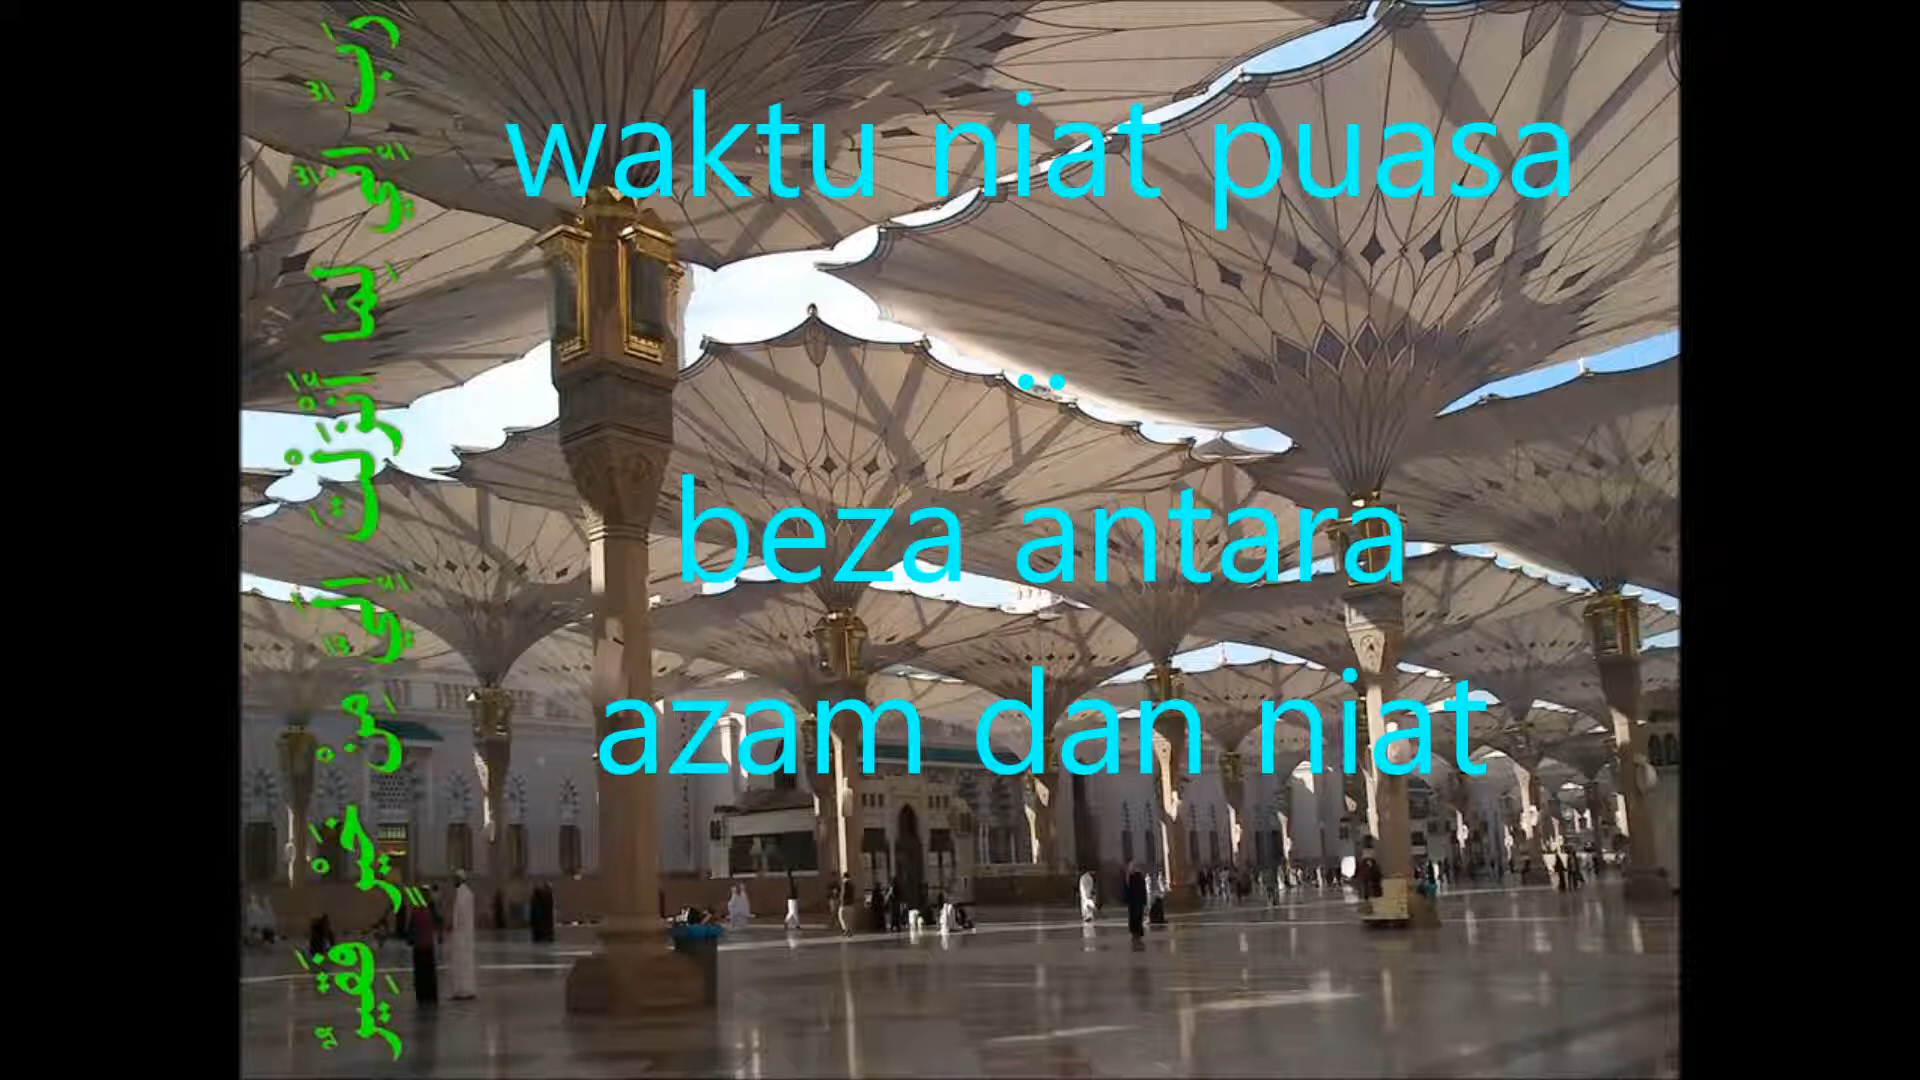 waktu niat puasa
..
beza antara
azam dan niat
رَبِّ إِنِّي لِمَا أَنْزَلْتَ إِلَيَّ مِنْ خَيْرٍ فَقِيْرٌ